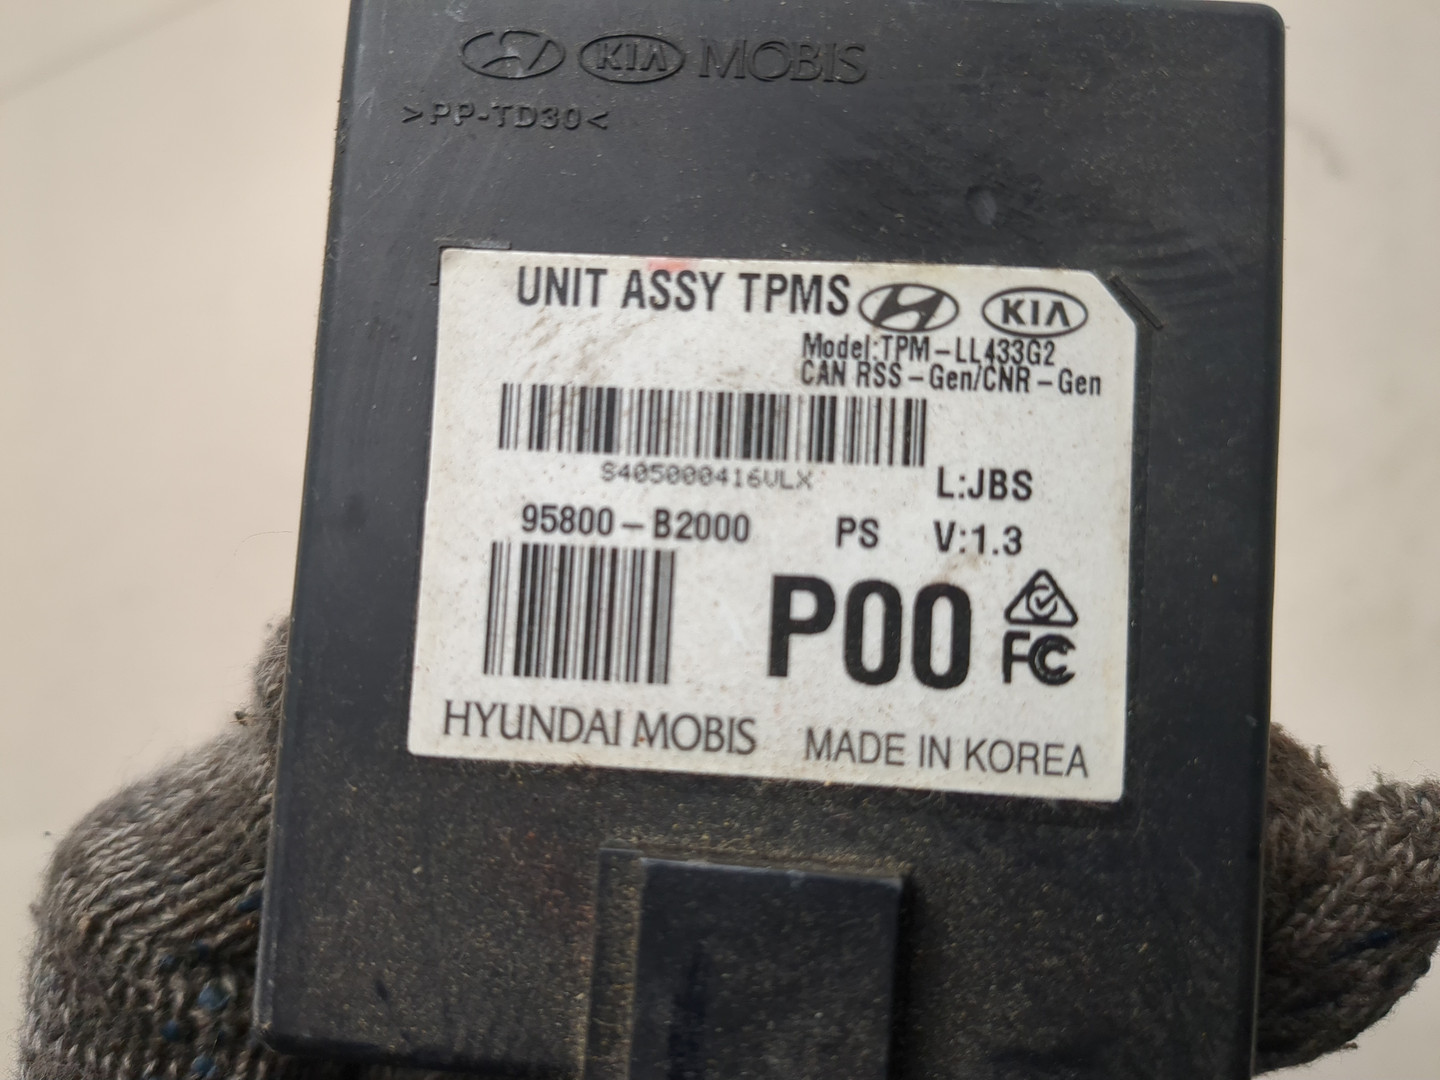 KIA MOBIS
>PP-TD30<
UNIT ASSY TPMS KIA
Model:TPM-LL433G2
CAN RSS-Gen/CNR-Gen
S405000416VLX
L:JBS
95800-B2000 PS V:1.3
P00
FC
HYUNDAI MOBIS MADE IN KOREA